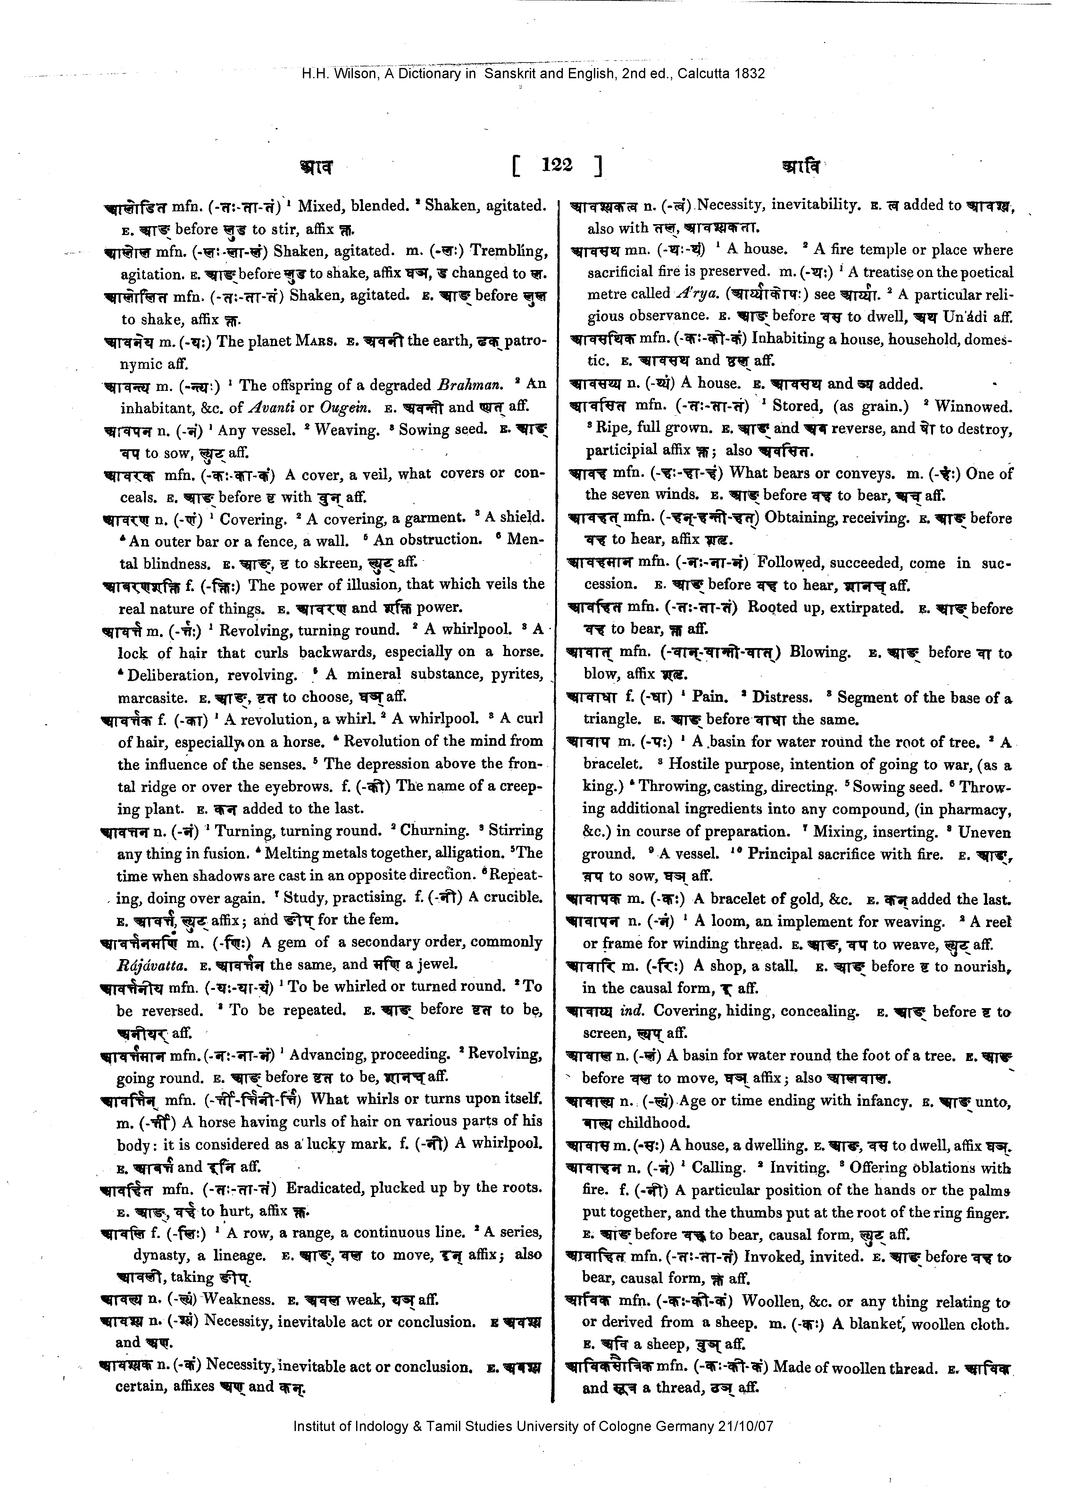 H.H. Wilson, A Dictionary in Sanskrit and English, 2nd ed., Calcutta 1832
आव [ 122 ] आवि
आलोडित mfn. (-तः-ता-तं) ¹ Mixed, blended. ² Shaken, agitated.
E. आङ् before लुड to stir, affix क्त.
आलोल mfn. (-लः-ला-लं) Shaken, agitated. m. (-लः) Trembling,
agitation. E. आङ् before लुड to shake, affix घञ्, ड changed to ल.
आलोलित mfn. (-तः-ता-तं) Shaken, agitated. E. आङ् before लुल
to shake, affix क्त.
आवनेय m. (-यः) The planet MARS. E. अवनी the earth, ढक् patro-
nymic aff.
आवन्त्य m. (-न्त्यः) ¹ The offspring of a degraded Brahman. ² An
inhabitant, &c. of Avanti or Ougein. E. अवन्ती and ष्यत् aff.
आवपन n. (-नं) ¹ Any vessel. ² Weaving. ³ Sowing seed. E. आङ्
वप to sow, ल्युट् aff.
आवरक mfn. (-कः-का-कं) A cover, a veil, what covers or con-
ceals. E. आङ् before वृ with वुन् aff.
आवरण n. (-णं) ¹ Covering. ² A covering, a garment. ³ A shield.
⁴ An outer bar or a fence, a wall. ⁵ An obstruction. ⁶ Men-
tal blindness. E. आङ्, वृ to skreen, ल्युट् aff.
आवरणशक्ति f. (-क्तिः) The power of illusion, that which veils the
real nature of things. E. आवरण and शक्ति power.
आवर्त्त m. (-र्त्तः) ¹ Revolving, turning round. ² A whirlpool. ³ A
lock of hair that curls backwards, especially on a horse.
⁴ Deliberation, revolving. ⁵ A mineral substance, pyrites,
marcasite. E. आङ्, वृत to choose, घञ् aff.
आवर्त्तक f. (-का) ¹ A revolution, a whirl. ² A whirlpool. ³ A curl
of hair, especially on a horse. ⁴ Revolution of the mind from
the influence of the senses. ⁵ The depression above the fron-
tal ridge or over the eyebrows. f. (-की) The name of a creep-
ing plant. E. कन added to the last.
आवर्त्तन n. (-नं) ¹ Turning, turning round. ² Churning. ³ Stirring
any thing in fusion. ⁴ Melting metals together, alligation. ⁵ The
time when shadows are cast in an opposite direction. ⁶ Repeat-
ing, doing over again. ⁷ Study, practising. f. (-नी) A crucible.
E. आवर्त्त, ल्युट् affix; and ङीप् for the fem.
आवर्त्तनमणि m. (-णिः) A gem of a secondary order, commonly
Rájávatta. E. आवर्त्तन the same, and मणि a jewel.
आवर्त्तनीय mfn. (-यः-या-यं) ¹ To be whirled or turned round. ² To
be reversed. ³ To be repeated. E. आङ् before वृत to be,
अनीयर् aff.
आवर्त्तमान mfn. (-नः-ना-नं) ¹ Advancing, proceeding. ² Revolving,
going round. E. आङ् before वृत to be, शानच् aff.
आवर्त्तिन् mfn. (-र्त्ती-र्त्तिनी-र्त्ति) What whirls or turns upon itself.
m. (-र्त्ती) A horse having curls of hair on various parts of his
body: it is considered as a lucky mark. f. (-नी) A whirlpool.
E. आवर्त्त and इनि aff.
आवर्हित mfn. (-तः-ता-तं) Eradicated, plucked up by the roots.
E. आङ्, वर्ह to hurt, affix क्त.
आवलि f. (-लिः) ¹ A row, a range, a continuous line. ² A series,
dynasty, a lineage. E. आङ्, वल to move, इन् affix; also
आवली, taking ङीप्.
आवल्य n. (-ल्यं) Weakness. E. अवल weak, यञ् aff.
आवश्य n. (-श्यं) Necessity, inevitable act or conclusion. E अवश्य
and अण्.
आवश्यक n. (-कं) Necessity, inevitable act or conclusion. E. अवश्य
certain, affixes अण् and कन्.
आवश्यकत्व n. (-त्वं) Necessity, inevitability. E. त्व added to आवश्यक,
also with तल्, आवश्यकता.
आवसथ mn. (-थः-थं) ¹ A house. ² A fire temple or place where
sacrificial fire is preserved. m. (-थः) ¹ A treatise on the poetical
metre called A'rya. (आर्य्याकोषः) see आर्य्या. ² A particular reli-
gious observance. E. आङ् before वस to dwell, अथ Un'ádi aff.
आवसथिक mfn. (-कः-की-कं) Inhabiting a house, household, domes-
tic. E. आवसथ and ठञ् aff.
आवसथ्य n. (-थ्यं) A house. E. आवसथ and ञ्य added.
आवसित mfn. (-तः-ता-तं) ¹ Stored, (as grain.) ² Winnowed.
³ Ripe, full grown. E. आङ् and अव reverse, and षो to destroy,
participial affix क्त; also अवसित.
आवह mfn. (-हः-हा-हं) What bears or conveys. m. (-हः) One of
the seven winds. E. आङ् before वह to bear, अच् aff.
आवहत् mfn. (-हन्-हन्ती-हत्) Obtaining, receiving. E. आङ् before
वह to hear, affix शतृ.
आवहमान mfn. (-नः-ना-नं) Followed, succeeded, come in suc-
cession. E. आङ् before वह to hear, शानच् aff.
आवहित mfn. (-तः-ता-तं) Rooted up, extirpated. E. आङ् before
वह to bear, क्त aff.
आवात् mfn. (-वान्-वान्ती-वात्) Blowing. E. आङ् before वा to
blow, affix शतृ.
आवाधा f. (-धा) ¹ Pain. ² Distress. ³ Segment of the base of a
triangle. E. आङ् before वाधा the same.
आवाप m. (-पः) ¹ A basin for water round the root of tree. ² A
bracelet. ³ Hostile purpose, intention of going to war, (as a
king.) ⁴ Throwing, casting, directing. ⁵ Sowing seed. ⁶ Throw-
ing additional ingredients into any compound, (in pharmacy,
&c.) in course of preparation. ⁷ Mixing, inserting. ⁸ Uneven
ground. ⁹ A vessel. ¹⁰ Principal sacrifice with fire. E. आङ्,
वप to sow, घञ् aff.
आवापक m. (-कः) A bracelet of gold, &c. E. कन् added the last.
आवापन n. (-नं) ¹ A loom, an implement for weaving. ² A reel
or frame for winding thread. E. आङ्, वप to weave, ल्युट् aff.
आवारि m. (-रिः) A shop, a stall. E. आङ् before वृ to nourish,
in the causal form, इ aff.
आवाय्य ind. Covering, hiding, concealing. E. आङ् before वृ to
screen, ल्यप् aff.
आवाल n. (-लं) A basin for water round the foot of a tree. E. आङ्
before वल to move, घञ् affix; also आलवाल.
आवाल्य n. (-ल्यं) Age or time ending with infancy. E. आङ् unto,
वाल्य childhood.
आवास m. (-सः) A house, a dwelling. E. आङ्, वस to dwell, affix घञ्.
आवाहन n. (-नं) ¹ Calling. ² Inviting. ³ Offering oblations with
fire. f. (-नी) A particular position of the hands or the palms
put together, and the thumbs put at the root of the ring finger.
E. आङ् before वह to bear, causal form, ल्युट् aff.
आवाहित mfn. (-तः-ता-तं) Invoked, invited. E. आङ् before वह to
bear, causal form, क्त aff.
आविक mfn. (-कः-की-कं) Woollen, &c. or any thing relating to
or derived from a sheep. m. (-कः) A blanket, woollen cloth.
E. अवि a sheep, वुञ् aff.
आविकसौत्रिक mfn. (-कः-की-कं) Made of woollen thread. E. आविक
and सूत्र a thread, ठञ् aff.
Institut of Indology & Tamil Studies University of Cologne Germany 21/10/07